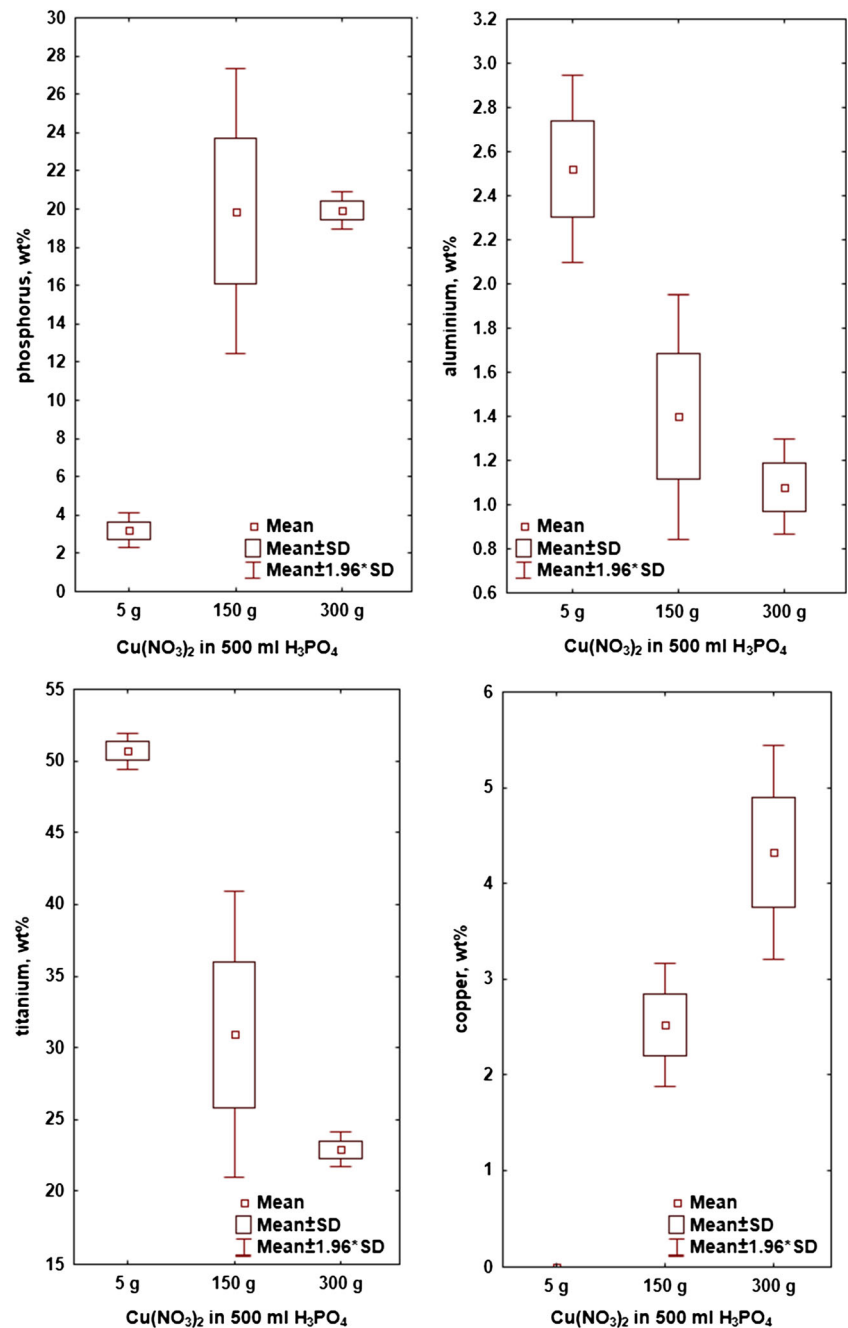 30
28
26
24
22
20
18
16
14
12
10
8
6
4
2
0
phosphorus, wt%
Mean
Mean±SD
Mean±1.96*SD
5 g 150 g 300 g
Cu(NO₃)₂ in 500 ml H₃PO₄
3.2
3.0
2.8
2.6
2.4
2.2
2.0
1.8
1.6
1.4
1.2
1.0
0.8
0.6
aluminium, wt%
Mean
Mean±SD
Mean±1.96*SD
5 g 150 g 300 g
Cu(NO₃)₂ in 500 ml H₃PO₄
55
50
45
40
35
30
23
20
15
titanium, wt%
Mean
Mean±SD
Mean±1.96*SD
5 g 150 g 300 g
Cu(NO₃)₂ in 500 ml H₃PO₄
6
5
4
3
2
1
0
copper, wt%
Mean
Mean±SD
Mean±1.96*SD
5 g 150 g 300 g
Cu(NO₃)₂ in 500 ml H₃PO₄